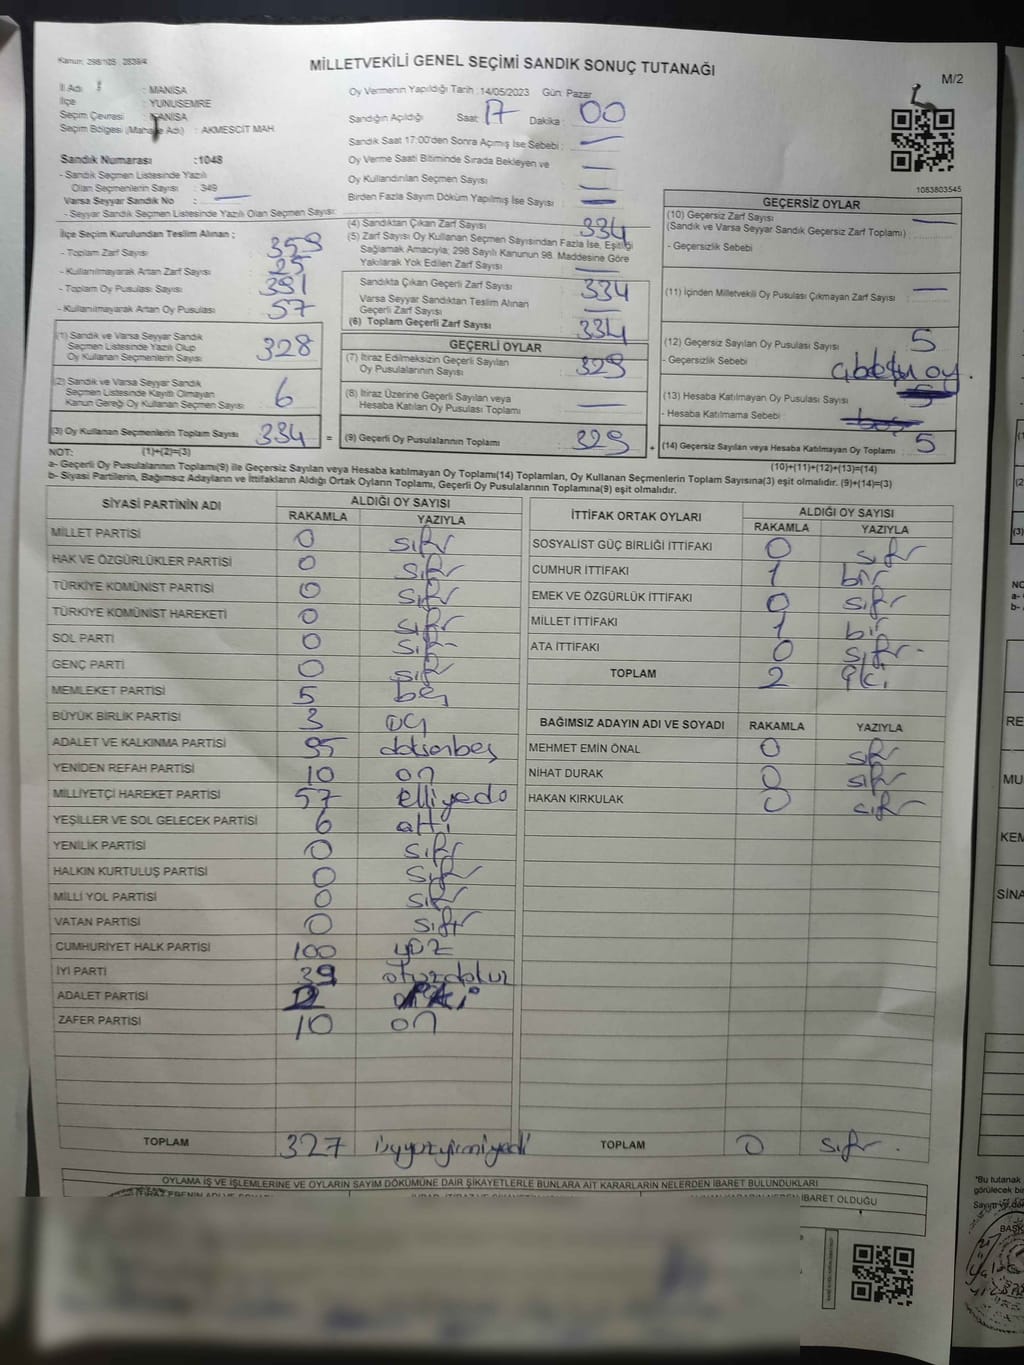 Kanun: 298/105 , 2839/4
MİLLETVEKİLİ GENEL SEÇİMİ SANDIK SONUÇ TUTANAĞI
M/2
İl Adı : MANİSA
İlçe : YUNUSEMRE
Seçim Çevresi : MANİSA
Seçim Bölgesi (Mahalle Adı) : AKMESCİT MAH.
Oy Vermenin Yapıldığı Tarih : 14/05/2023 Gün: Pazar
Sandığın Açıldığı Saat: 17 Dakika : 00
Sandık Saat 17:00'den Sonra Açılmış İse Sebebi : —
Oy Verme Saati Bitiminde Sırada Bekleyen ve
Oy Kullandırılan Seçmen Sayısı : —
Birden Fazla Sayım Döküm Yapılmış İse Sayısı : —
1083803545
Sandık Numarası : 1048
- Sandık Seçmen Listesinde Yazılı
Olan Seçmenlerin Sayısı : 349
Varsa Seyyar Sandık No : —
- Seyyar Sandık Seçmen Listesinde Yazılı Olan Seçmen Sayısı:
İlçe Seçim Kurulundan Teslim Alınan ;
- Toplam Zarf Sayısı : 359
- Kullanılmayarak Artan Zarf Sayısı : 25
- Toplam Oy Pusulası Sayısı : 391
- Kullanılmayarak Artan Oy Pusulası : 57
(1) Sandık ve Varsa Seyyar Sandık
Seçmen Listesinde Yazılı Olup
Oy Kullanan Seçmenlerin Sayısı 328
(2) Sandık ve Varsa Seyyar Sandık
Seçmen Listesinde Kaydı Olmayan
Kanun Gereği Oy Kullanan Seçmen Sayısı 6
(3) Oy Kullanan Seçmenlerin Toplam Sayısı 334 =
(4) Sandıktan Çıkan Zarf Sayısı : 334
(5) Zarf Sayısı Oy Kullanan Seçmen Sayısından Fazla İse, Eşitliği
Sağlamak Amacıyla, 298 Sayılı Kanunun 98. Maddesine Göre
Yakılarak Yok Edilen Zarf Sayısı : —
Sandıkta Çıkan Geçerli Zarf Sayısı : 334
Varsa Seyyar Sandıktan Teslim Alınan
Geçerli Zarf Sayısı : —
(6) Toplam Geçerli Zarf Sayısı : 334
GEÇERLİ OYLAR
(7) İtiraz Edilmeksizin Geçerli Sayılan
Oy Pusulalarının Sayısı : 329
(8) İtiraz Üzerine Geçerli Sayılan veya
Hesaba Katılan Oy Pusulası Toplamı : —
(9) Geçerli Oy Pusulalarının Toplamı : 329 +
GEÇERSİZ OYLAR
(10) Geçersiz Zarf Sayısı : —
(Sandık ve Varsa Seyyar Sandık Geçersiz Zarf Toplamı)
- Geçersizlik Sebebi :
(11) İçinden Milletvekili Oy Pusulası Çıkmayan Zarf Sayısı : —
(12) Geçersiz Sayılan Oy Pusulası Sayısı : 5
- Geçersizlik Sebebi :
(13) Hesaba Katılmayan Oy Pusulası Sayısı :
- Hesaba Katılmama Sebebi :
(14) Geçersiz Sayılan veya Hesaba Katılmayan Oy Toplamı : 5
NOT: (1)+(2)=(3) (10)+(11)+(12)+(13)=(14)
a- Geçerli Oy Pusulalarının Toplamı(9) ile Geçersiz Sayılan veya Hesaba katılmayan Oy Toplamı(14) Toplamları, Oy Kullanan Seçmenlerin Toplam Sayısına(3) eşit olmalıdır. (9)+(14)=(3)
b- Siyasi Partilerin, Bağımsız Adayların ve İttifakların Aldığı Ortak Oyların Toplamı, Geçerli Oy Pusulalarının Toplamına(9) eşit olmalıdır.
SİYASİ PARTİNİN ADI ALDIĞI OY SAYISI
RAKAMLA YAZIYLA
MİLLET PARTİSİ 0 sıfır
HAK VE ÖZGÜRLÜKLER PARTİSİ 0 sıfır
TÜRKİYE KOMÜNİST PARTİSİ 0 sıfır
TÜRKİYE KOMÜNİST HAREKETİ 0 sıfır
SOL PARTİ 0 sıfır
GENÇ PARTİ 0 sıfır
MEMLEKET PARTİSİ 5 beş
BÜYÜK BİRLİK PARTİSİ 3 üç
ADALET VE KALKINMA PARTİSİ 95 doksanbeş
YENİDEN REFAH PARTİSİ 10 on
MİLLİYETÇİ HAREKET PARTİSİ 57 elliyedi
YEŞİLLER VE SOL GELECEK PARTİSİ 6 altı
YENİLİK PARTİSİ 0 sıfır
HALKIN KURTULUŞ PARTİSİ 0 sıfır
MİLLİ YOL PARTİSİ 0 sıfır
VATAN PARTİSİ 0 sıfır
CUMHURİYET HALK PARTİSİ 100 yüz
İYİ PARTİ 39 otuzdokuz
ADALET PARTİSİ 2
ZAFER PARTİSİ 10 on
TOPLAM 327 üçyüzyirmiyedi
İTTİFAK ORTAK OYLARI ALDIĞI OY SAYISI
RAKAMLA YAZIYLA
SOSYALİST GÜÇ BİRLİĞİ İTTİFAKI 0 sıfır
CUMHUR İTTİFAKI 1 bir
EMEK VE ÖZGÜRLÜK İTTİFAKI 0 sıfır
MİLLET İTTİFAKI 1 bir
ATA İTTİFAKI 0 sıfır
TOPLAM 2 iki
BAĞIMSIZ ADAYIN ADI VE SOYADI RAKAMLA YAZIYLA
MEHMET EMİN ÖNAL 0 sıfır
NİHAT DURAK 0 sıfır
HAKAN KIRKULAK 0 sıfır
TOPLAM 0 sıfır
OYLAMA İŞ VE İŞLEMLERİNE VE OYLARIN SAYIM DÖKÜMÜNE DAİR ŞİKAYETLERLE BUNLARA AİT KARARLARIN NELERDEN İBARET BULUNDUKLARI
İBARET OLDUĞU
*Bu tutanak
görülecek bi
BAŞK